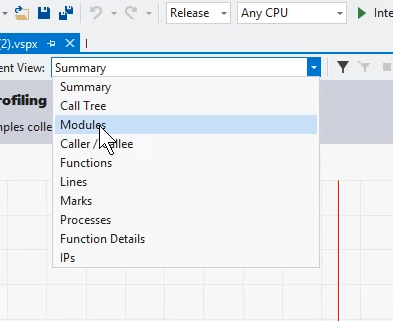 Release Any CPU Inte
(2).vspx
ent View: Summary
Summary
rofiling
Call Tree
Modules
mples colle
Caller / Callee
Functions
Lines
Marks
Processes
Function Details
IPs